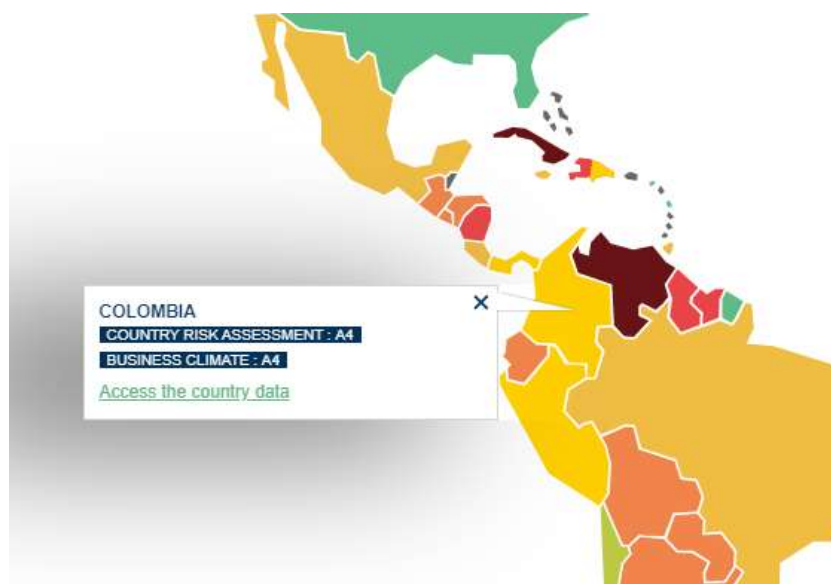 COLOMBIA
COUNTRY RISK ASSESSMENT : A4
BUSINESS CLIMATE : A4
Access the country data